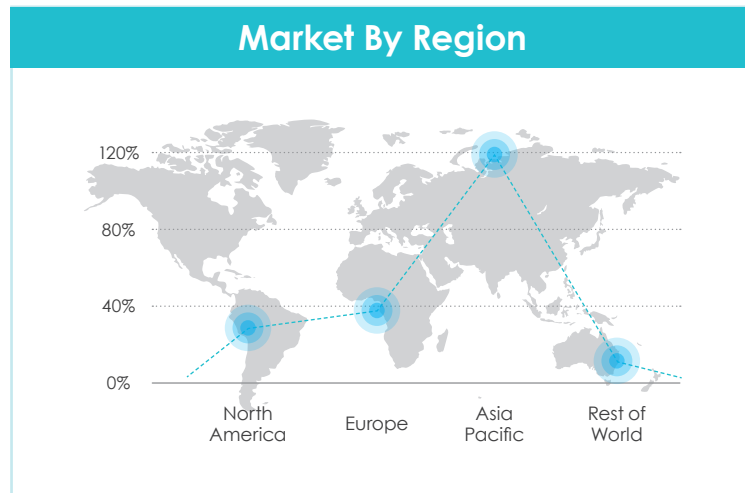 Market By Region
120%
80%
40%
0%
North
America
Europe
Asia
Pacific
Rest of
World